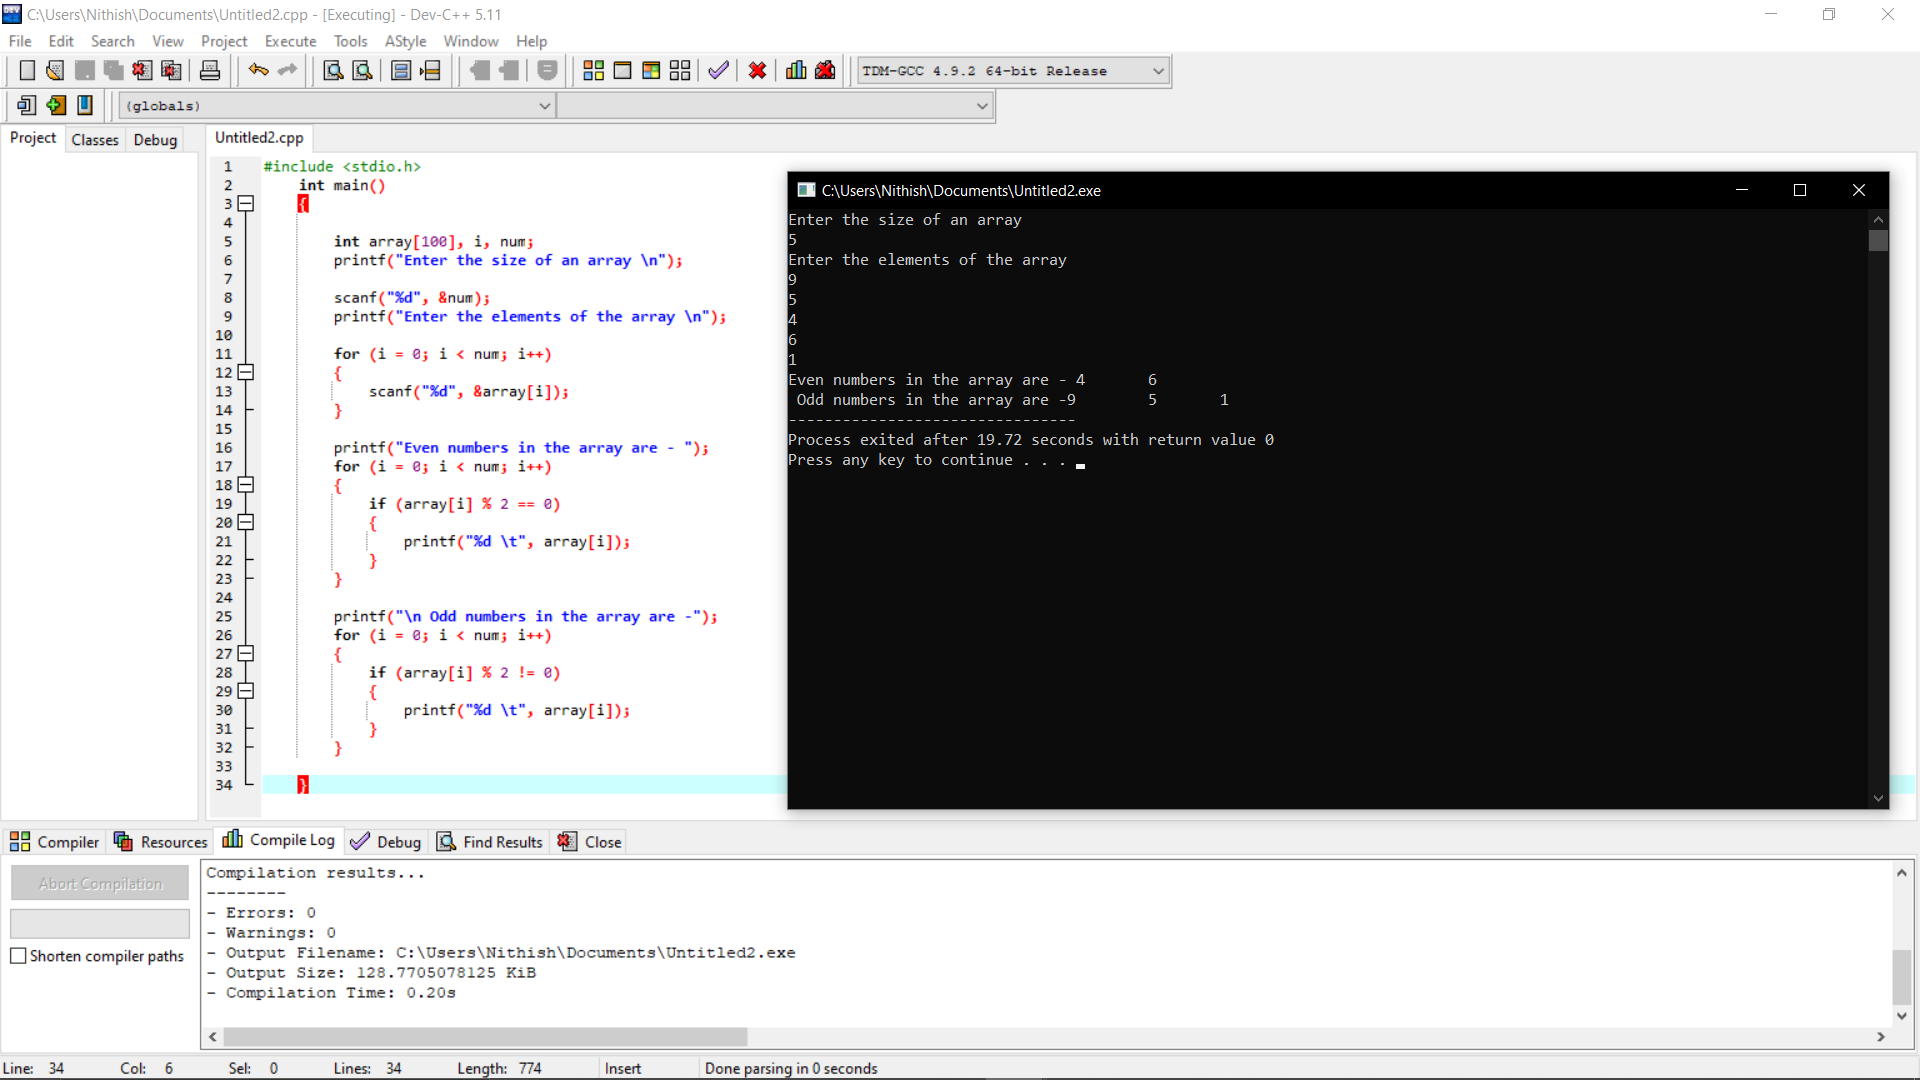 C:\Users\Nithish\Documents\Untitled2.cpp - [Executing] - Dev-C++ 5.11
File Edit Search View Project Execute Tools AStyle Window Help
TDM-GCC 4.9.2 64-bit Release
(globals)
Project Classes Debug
Untitled2.cpp
1 #include <stdio.h>
2 int main()
3 {
4
5 int array[100], i, num;
6 printf("Enter the size of an array \n");
7
8 scanf("%d", &num);
9 printf("Enter the elements of the array \n");
10
11 for (i = 0; i < num; i++)
12 {
13 scanf("%d", &array[i]);
14 }
15
16 printf("Even numbers in the array are - ");
17 for (i = 0; i < num; i++)
18 {
19 if (array[i] % 2 == 0)
20 {
21 printf("%d \t", array[i]);
22 }
23 }
24
25 printf("\n Odd numbers in the array are -");
26 for (i = 0; i < num; i++)
27 {
28 if (array[i] % 2 != 0)
29 {
30 printf("%d \t", array[i]);
31 }
32 }
33
34 }
C:\Users\Nithish\Documents\Untitled2.exe
Enter the size of an array
5
Enter the elements of the array
9
5
4
6
1
Even numbers in the array are - 4 6
Odd numbers in the array are -9 5 1
--------------------------------
Process exited after 19.72 seconds with return value 0
Press any key to continue . . .
Compiler Resources Compile Log Debug Find Results Close
Abort Compilation
Shorten compiler paths
Compilation results...
--------
- Errors: 0
- Warnings: 0
- Output Filename: C:\Users\Nithish\Documents\Untitled2.exe
- Output Size: 128.7705078125 KiB
- Compilation Time: 0.20s
Line: 34 Col: 6 Sel: 0 Lines: 34 Length: 774 Insert Done parsing in 0 seconds